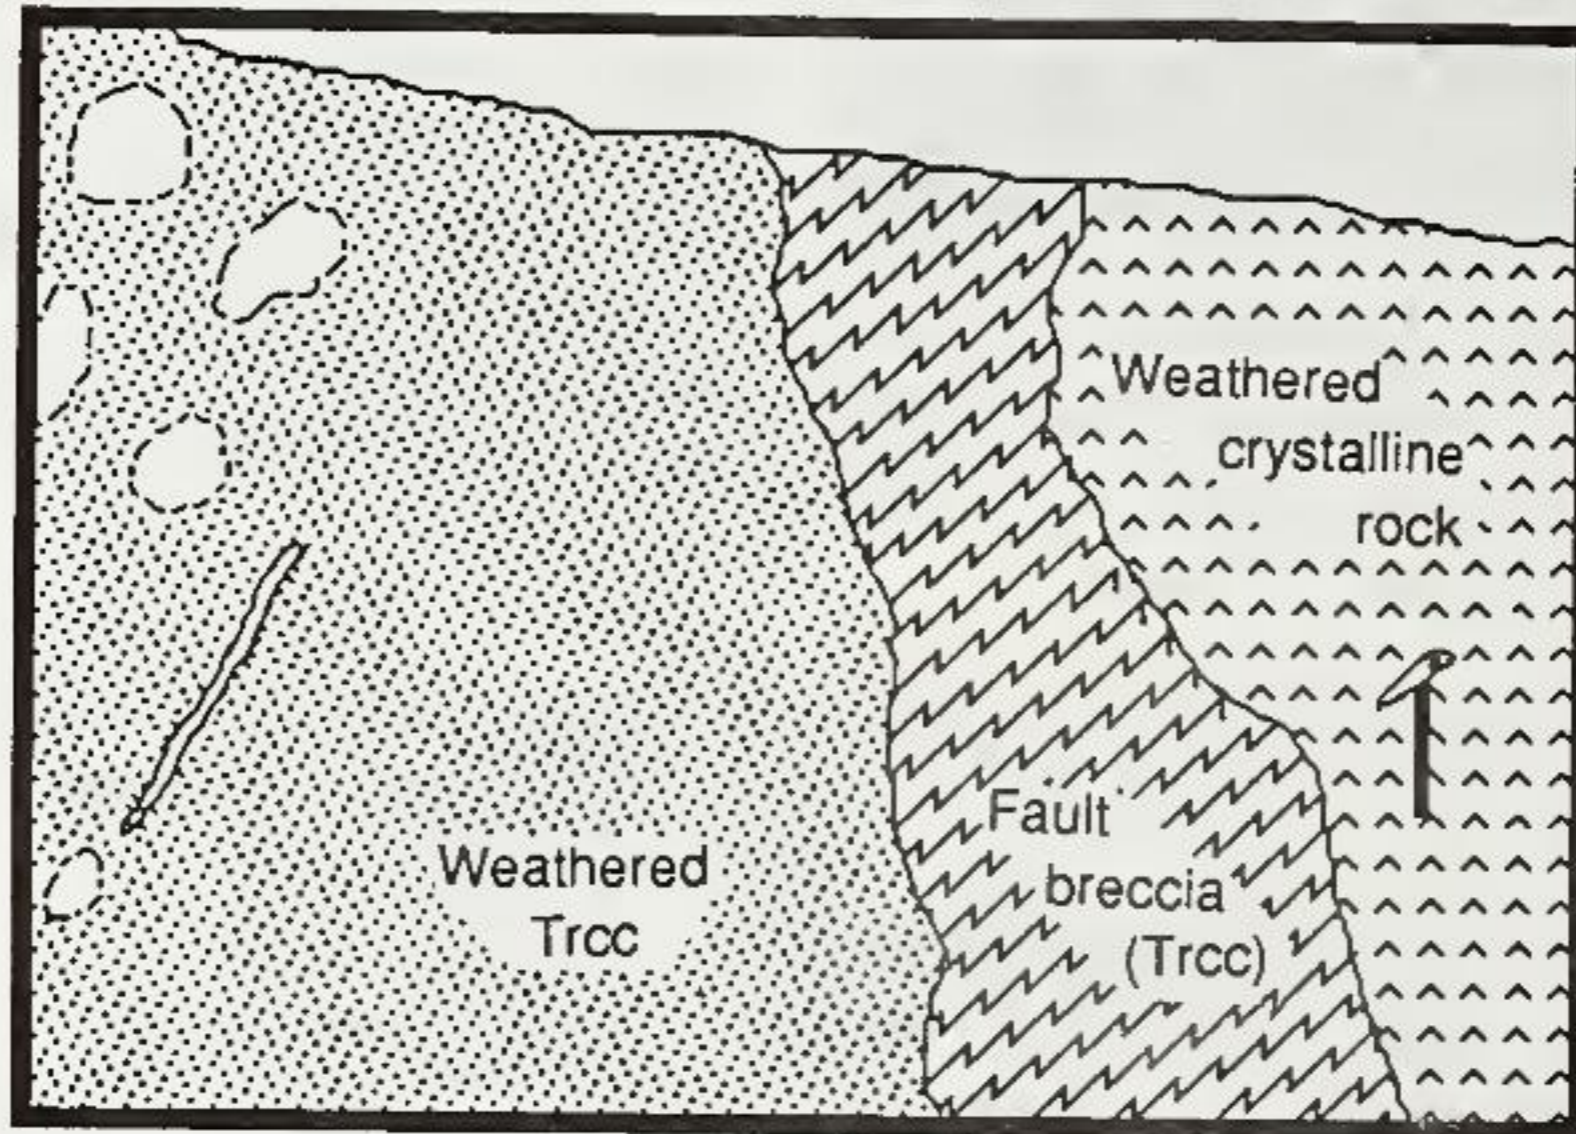 Weathered
crystalline
rock
Fault
breccia
(Trcc)
Weathered
Trcc